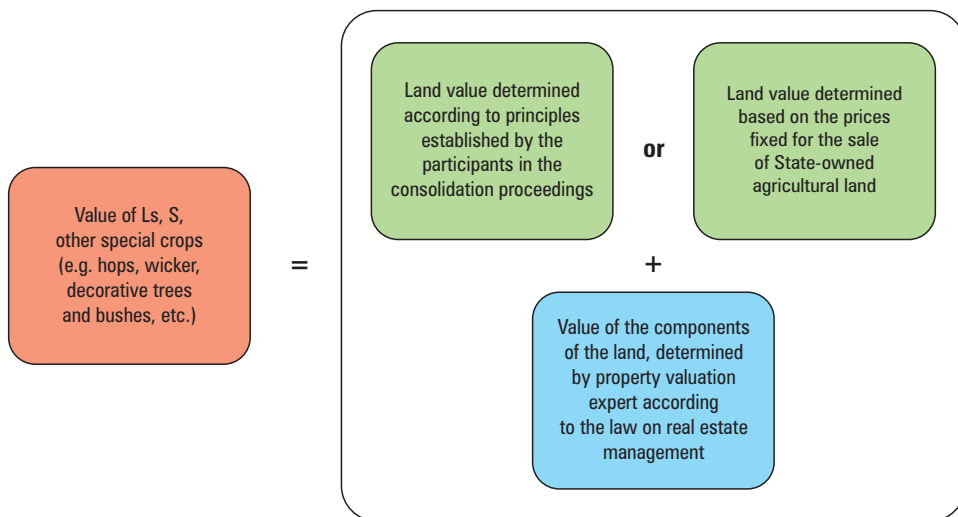 Land value determined
according to principles
established by the
participants in the
consolidation proceedings
or
Land value determined
based on the prices
fixed for the sale
of State-owned
agricultural land
Value of Ls, S,
other special crops
(e.g. hops, wicker,
decorative trees
and bushes, etc.)
=
+
Value of the components
of the land, determined
by property valuation
expert according
to the law on real estate
management